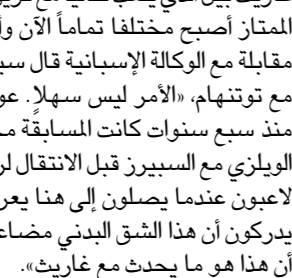 الممتاز أصبح مختلفا تماماً الآن وأ
مقابلة مع الوكالة الإسبانية قال سب
مع توتنهام، «الأمر ليس سهلاً. عو
منذ سبع سنوات كانت المسابقة مـ
الويلزي مع السبيرز قبل الانتقال لر
لاعبون عندما يصلون إلى هنا يعر
يدركون أن هذا الشق البدني مضاعـ
أن هذا هو ما يحدث مع غاريث».